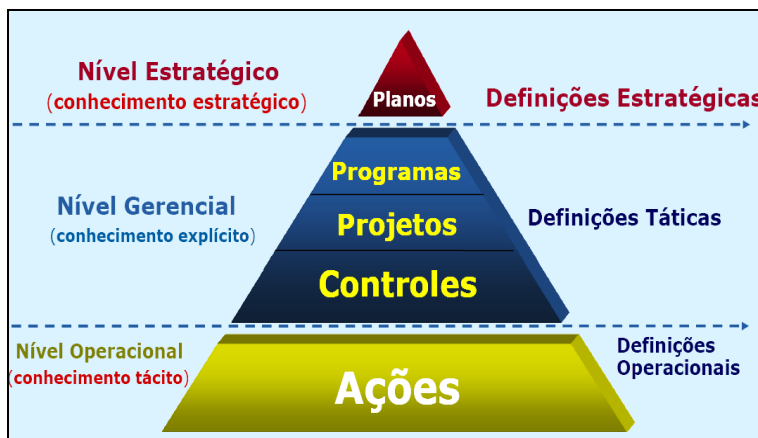 Nível Estratégico
(conhecimento estratégico)
Planos
Definições Estratégicas
Programas
Nível Gerencial
(conhecimento explícito)
Projetos
Definições Táticas
Controles
Nível Operacional
(conhecimento tácito)
Ações
Definições
Operacionais